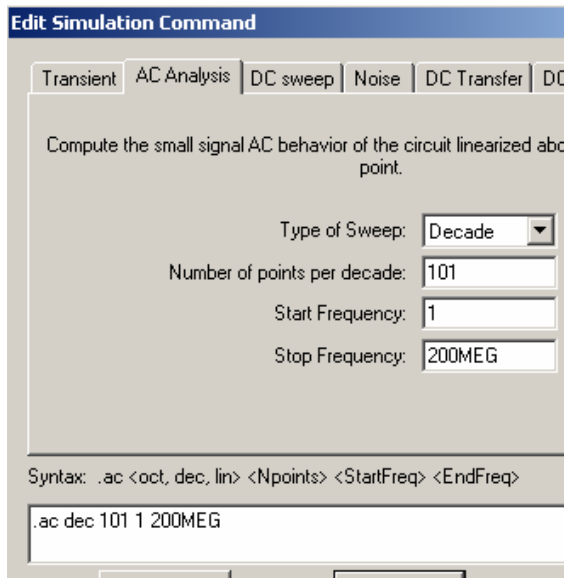 Edit Simulation Command
Transient AC Analysis DC sweep Noise DC Transfer
Compute the small signal AC behavior of the circuit linearized
point.
Type of Sweep: Decade
Number of points per decade: 101
Start Frequency: 1
Stop Frequency: 200MEG
Syntax: .ac <oct, dec, lin> <Npoints> <StartFreq> <EndFreq>
.ac dec 101 1 200MEG